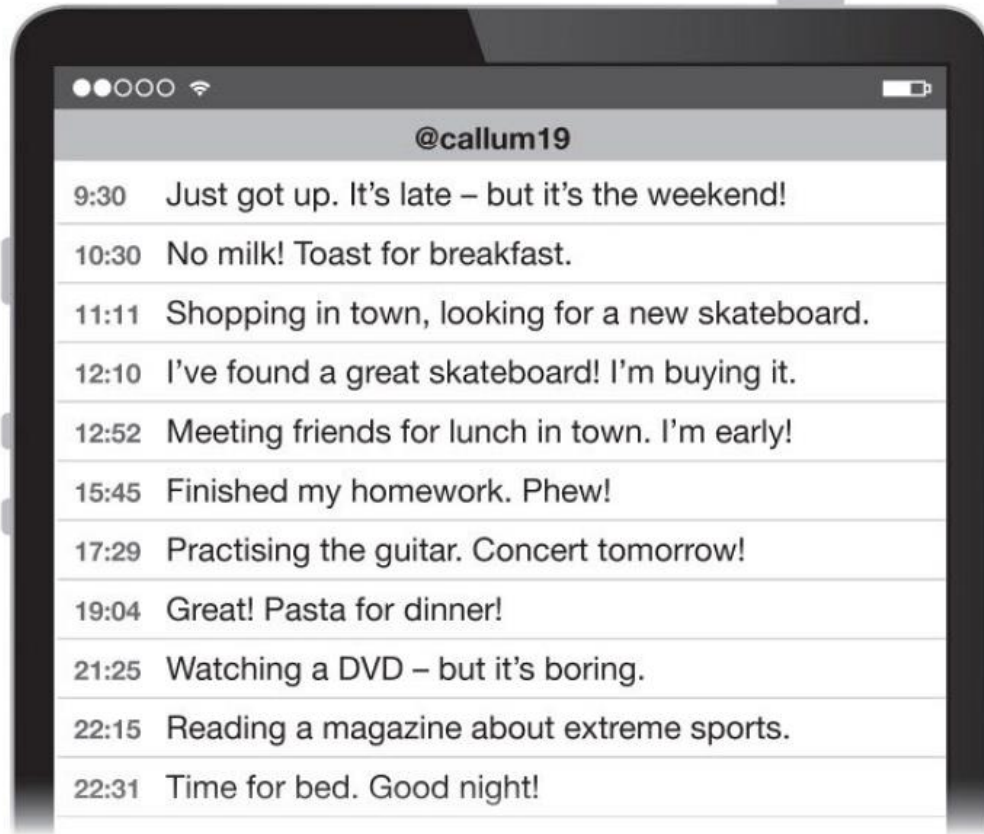 @callum19
9:30 Just got up. It’s late – but it’s the weekend!
10:30 No milk! Toast for breakfast.
11:11 Shopping in town, looking for a new skateboard.
12:10 I’ve found a great skateboard! I’m buying it.
12:52 Meeting friends for lunch in town. I’m early!
15:45 Finished my homework. Phew!
17:29 Practising the guitar. Concert tomorrow!
19:04 Great! Pasta for dinner!
21:25 Watching a DVD – but it’s boring.
22:15 Reading a magazine about extreme sports.
22:31 Time for bed. Good night!